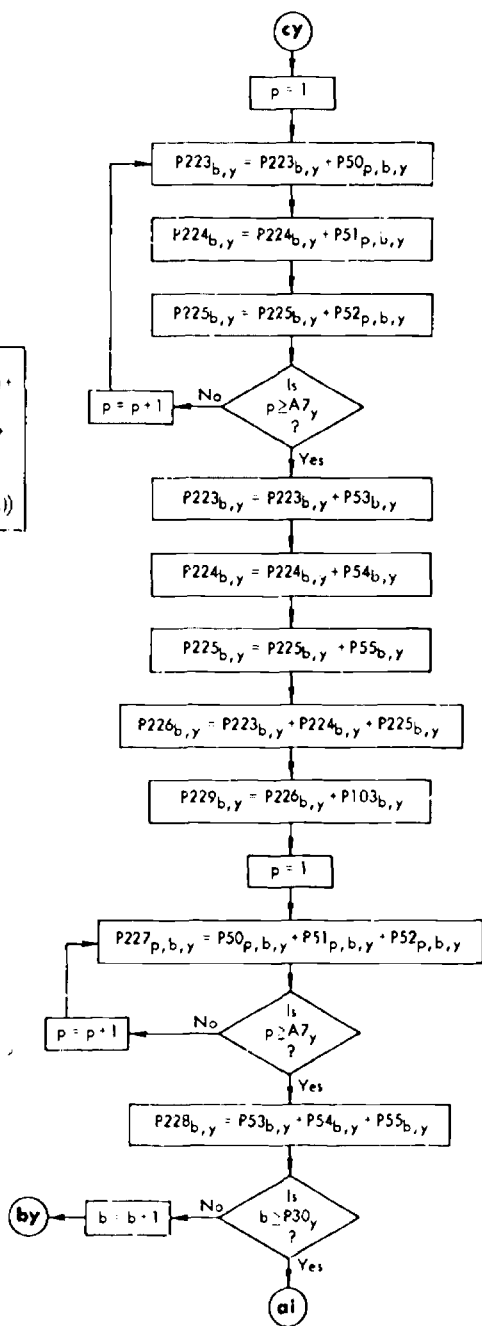 cy
p = 1
P223b,y = P223b,y + P50p,b,y
P224b,y = P224b,y + P51p,b,y
P225b,y = P225b,y + P52p,b,y
Is
p ≥ A7y
?
No
p = p + 1
Yes
P223b,y = P223b,y + P53b,y
P224b,y = P224b,y + P54b,y
P225b,y = P225b,y + P55b,y
P226b,y = P223b,y + P224b,y + P225b,y
P229b,y = P226b,y + P103b,y
p = 1
P227p,b,y = P50p,b,y + P51p,b,y + P52p,b,y
Is
p ≥ A7y
?
No
p = p + 1
Yes
P228b,y = P53b,y + P54b,y + P55b,y
Is
b ≥ P30y
?
No
b = b + 1
by
Yes
ai